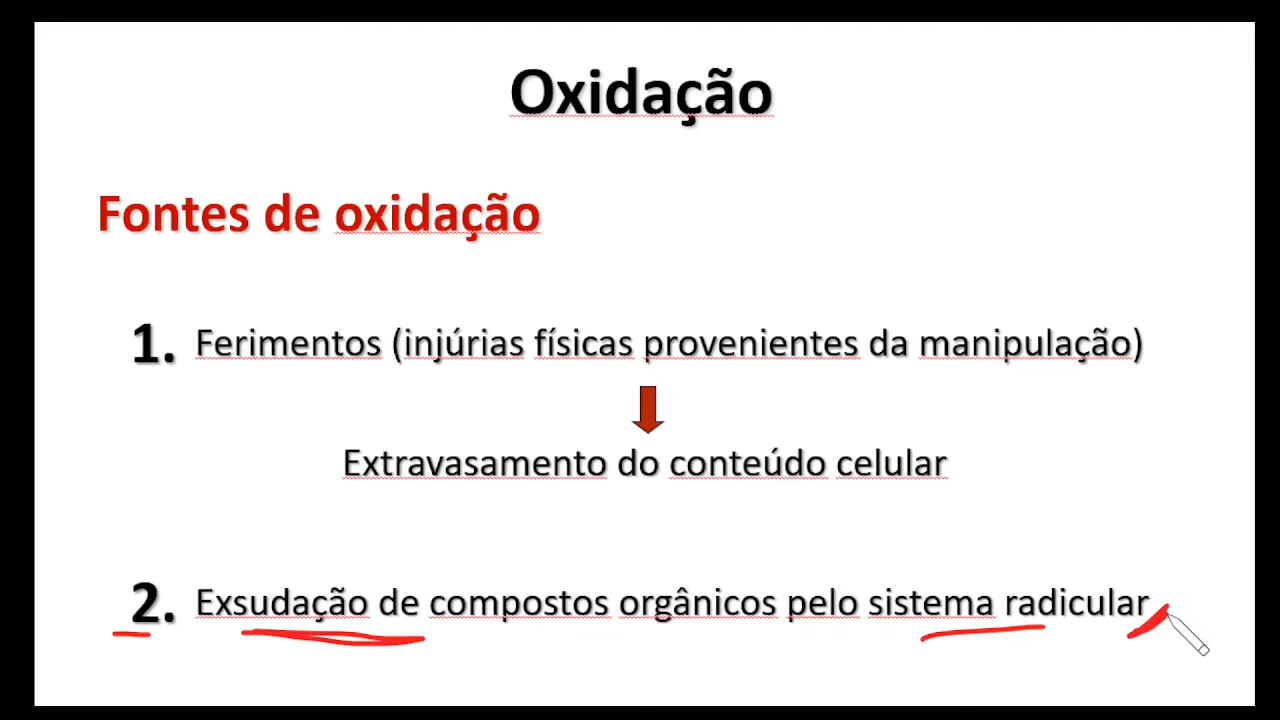 Oxidação
Fontes de oxidação
1. Ferimentos (injúrias físicas provenientes da manipulação)
Extravasamento do conteúdo celular
2. Exsudação de compostos orgânicos pelo sistema radicular